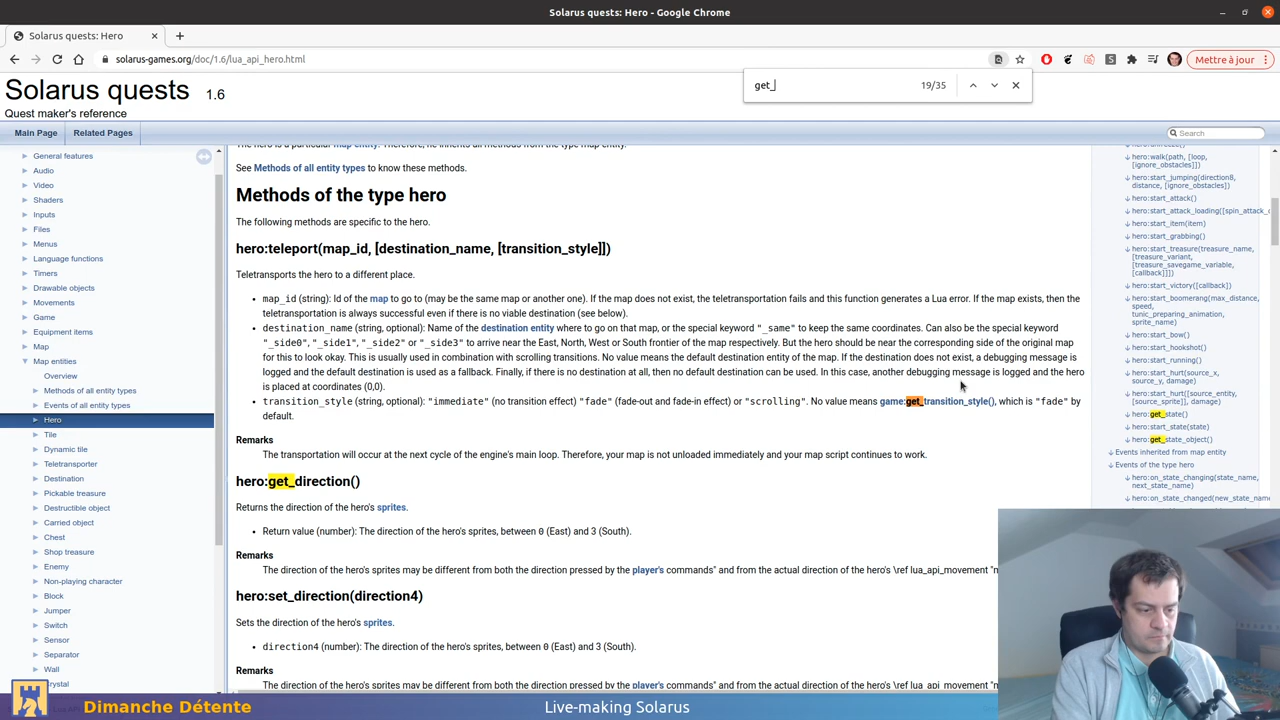 Solarus quests: Hero - Google Chrome
Solarus quests: Hero
solarus-games.org/doc/1.6/lua_api_hero.html
Mettre à jour
get_
19/35
Solarus quests 1.6
Quest maker's reference
Main Page
Related Pages
Search
General features
Audio
Video
Shaders
Inputs
Files
Menus
Language functions
Timers
Drawable objects
Movements
Game
Equipment items
Map
Map entities
Overview
Methods of all entity types
Events of all entity types
Hero
Tile
Dynamic tile
Teletransporter
Destination
Pickable treasure
Destructible object
Carried object
Chest
Shop treasure
Enemy
Non-playing character
Block
Jumper
Switch
Sensor
Separator
Wall
Crystal
The hero is a particular map entity. Therefore, he inherits all methods from the type map entity.
See Methods of all entity types to know these methods.
Methods of the type hero
The following methods are specific to the hero.
hero:teleport(map_id, [destination_name, [transition_style]])
Teletransports the hero to a different place.
• map_id (string): Id of the map to go to (may be the same map or another one). If the map does not exist, the teletransportation fails and this function generates a Lua error. If the map exists, then the
teletransportation is always successful even if there is no viable destination (see below).
• destination_name (string, optional): Name of the destination entity where to go on that map, or the special keyword "_same" to keep the same coordinates. Can also be the special keyword
"_side0", "_side1", "_side2" or "_side3" to arrive near the East, North, West or South frontier of the map respectively. But the hero should be near the corresponding side of the original map
for this to look okay. This is usually used in combination with scrolling transitions. No value means the default destination entity of the map. If the destination does not exist, a debugging message is
logged and the default destination is used as a fallback. Finally, if there is no destination at all, then no default destination can be used. In this case, another debugging message is logged and the hero
is placed at coordinates (0,0).
• transition_style (string, optional): "immediate" (no transition effect) "fade" (fade-out and fade-in effect) or "scrolling". No value means game:get_transition_style(), which is "fade" by
default.
Remarks
The transportation will occur at the next cycle of the engine's main loop. Therefore, your map is not unloaded immediately and your map script continues to work.
hero:get_direction()
Returns the direction of the hero's sprites.
• Return value (number): The direction of the hero's sprites, between 0 (East) and 3 (South).
Remarks
The direction of the hero's sprites may be different from both the direction pressed by the player's commands" and from the actual direction of the hero's \ref lua_api_movement "m
hero:set_direction(direction4)
Sets the direction of the hero's sprites.
• direction4 (number): The direction of the hero's sprites, between 0 (East) and 3 (South).
Remarks
The direction of the hero's sprites may be different from both the direction pressed by the player's commands" and from the actual direction of the hero's \ref lua_api_movement "m
hero:walk(path, [loop,
[ignore_obstacles]])
hero:start_jumping(direction8,
distance, [ignore_obstacles])
hero:start_attack()
hero:start_attack_loading([spin_attack_
hero:start_item(item)
hero:start_grabbing()
hero:start_treasure(treasure_name,
[treasure_variant,
[treasure_savegame_variable,
[callback]]])
hero:start_victory([callback])
hero:start_boomerang(max_distance,
speed,
tunic_preparing_animation,
sprite_name)
hero:start_bow()
hero:start_hookshot()
hero:start_running()
hero:start_hurt(source_x,
source_y, damage)
hero:start_hurt([source_entity,
[source_sprite]], damage)
hero:get_state()
hero:start_state(state)
hero:get_state_object()
Events inherited from map entity
Events of the type hero
hero:on_state_changing(state_name,
next_state_name)
hero:on_state_changed(new_state_name
Dimanche Détente
Live-making Solarus